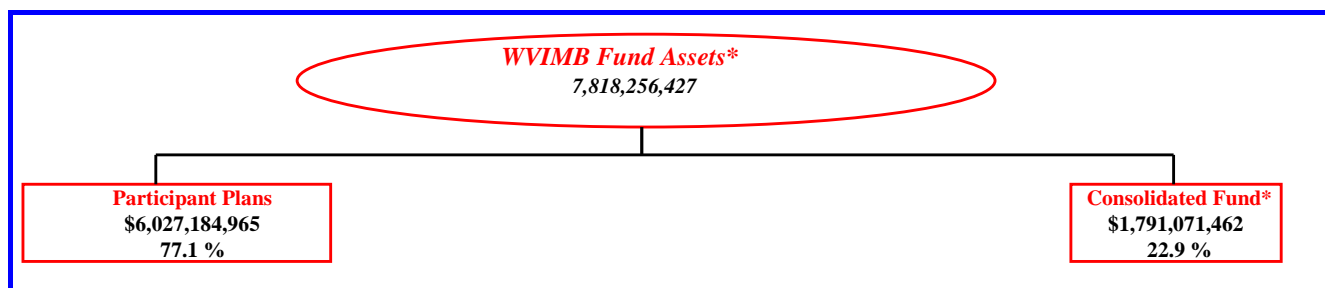 WVIMB Fund Assets*
7,818,256,427
Participant Plans
$6,027,184,965
77.1 %
Consolidated Fund*
$1,791,071,462
22.9 %